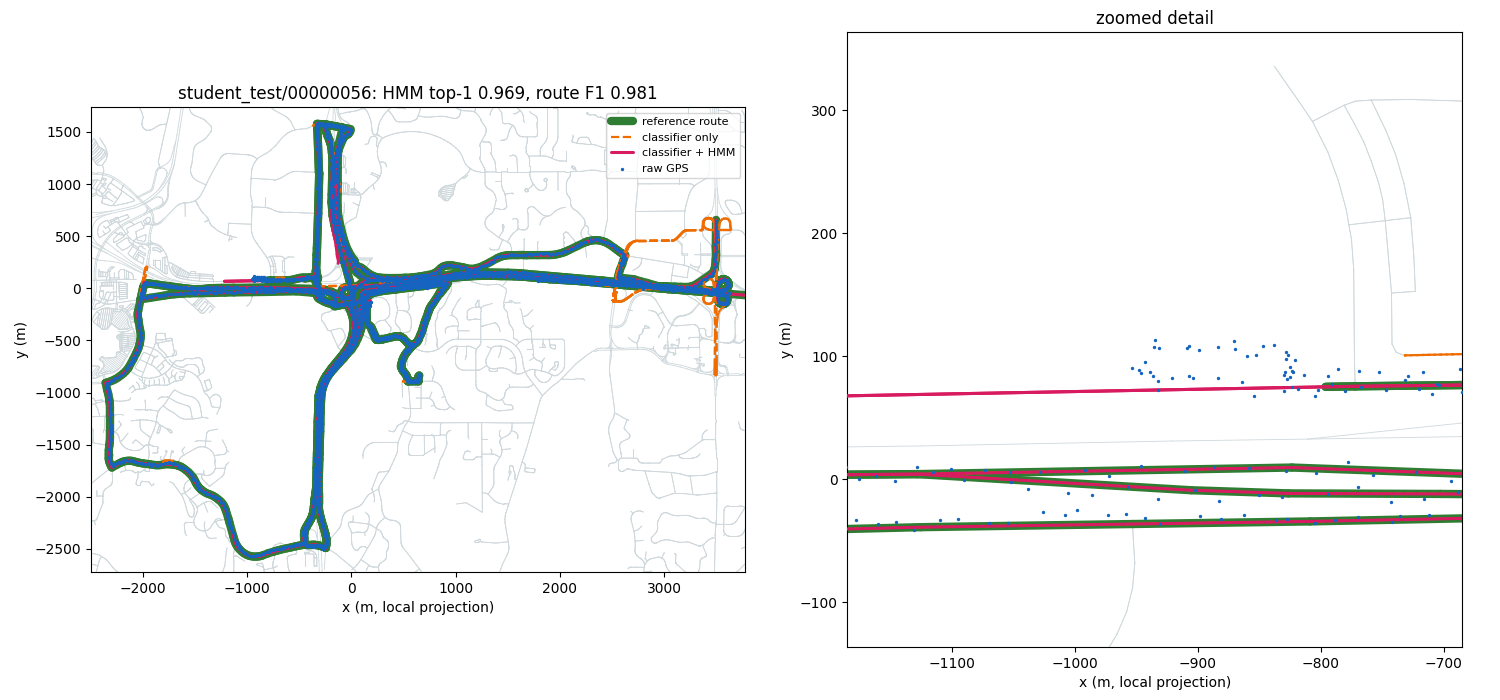 student_test/00000056: HMM top-1 0.969, route F1 0.981
reference route
classifier only
classifier + HMM
raw GPS
1500
1000
500
0
−500
−1000
−1500
−2000
−2500
y (m)
−2000
−1000
0
1000
2000
3000
x (m, local projection)
zoomed detail
300
200
100
0
−100
y (m)
−1100
−1000
−900
−800
−700
x (m, local projection)